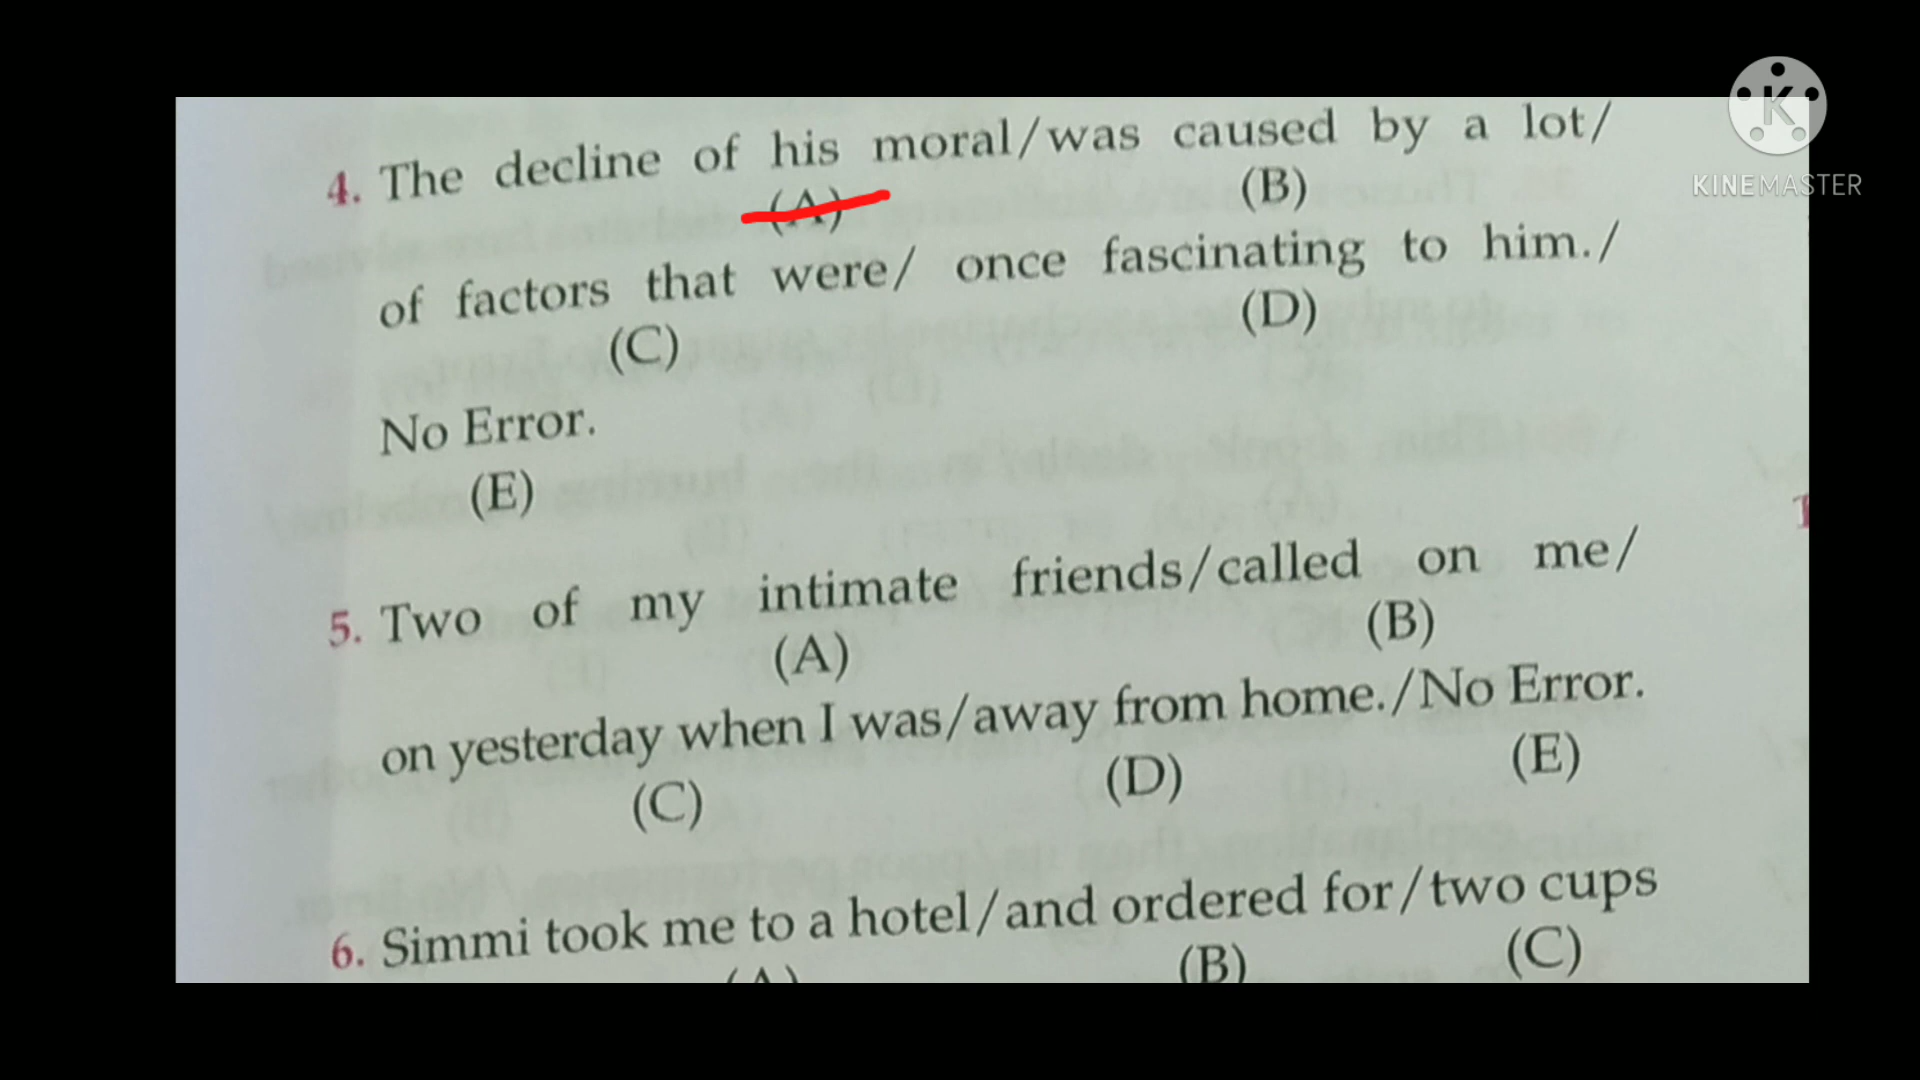 4. The decline of his moral/was caused by a lot/
(A) (B)
of factors that were/ once fascinating to him./
(C) (D)
No Error.
(E)
5. Two of my intimate friends/called on me/
(A) (B)
on yesterday when I was/away from home./No Error.
(C) (D) (E)
6. Simmi took me to a hotel/and ordered for/two cups
(A) (B) (C)
K
KINEMASTER